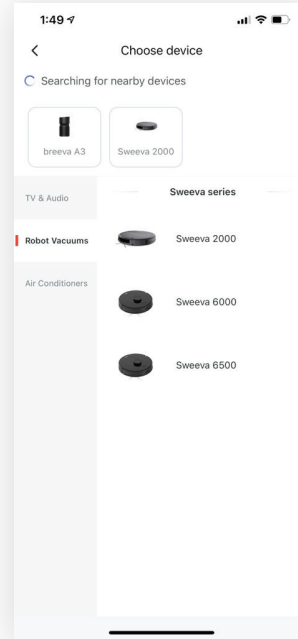 1:49
Choose device
Searching for nearby devices
breeva A3
Sweeva 2000
TV & Audio
Sweeva series
Robot Vacuums
Sweeva 2000
Air Conditioners
Sweeva 6000
Sweeva 6500